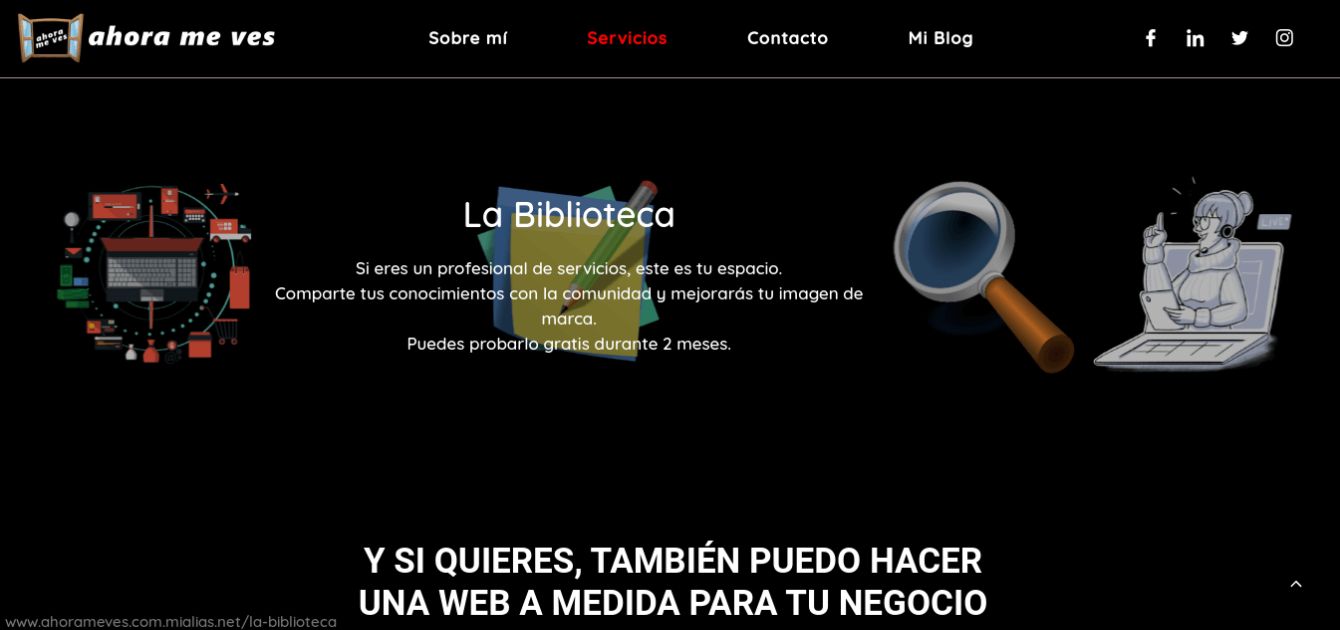 ahora me ves
ahora me ves
Sobre mí
Servicios
Contacto
Mi Blog
LIVE
La Biblioteca
Si eres un profesional de servicios, este es tu espacio.
Comparte tus conocimientos con la comunidad y mejorarás tu imagen de
marca.
Puedes probarlo gratis durante 2 meses.
Y SI QUIERES, TAMBIÉN PUEDO HACER
UNA WEB A MEDIDA PARA TU NEGOCIO
www.ahorameves.com.mialias.net/la-biblioteca